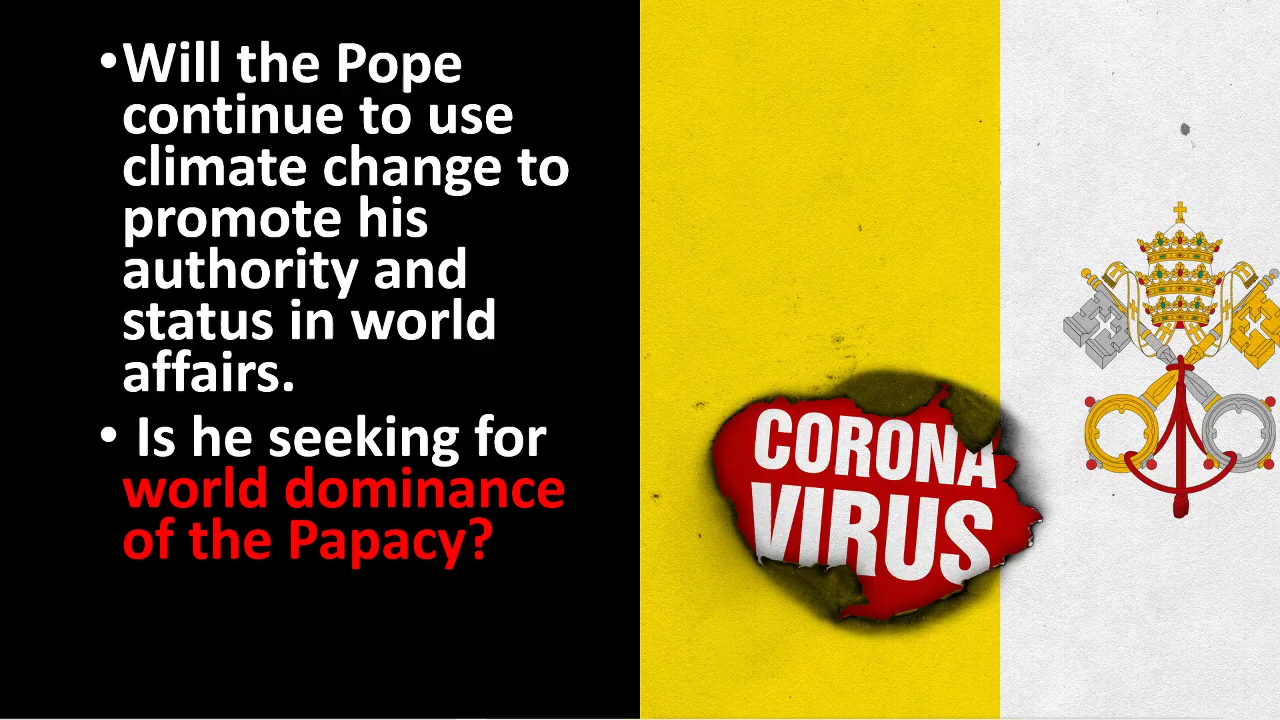 •Will the Pope
continue to use
climate change to
promote his
authority and
status in world
affairs.
• Is he seeking for
world dominance
of the Papacy?
CORONA
VIRUS